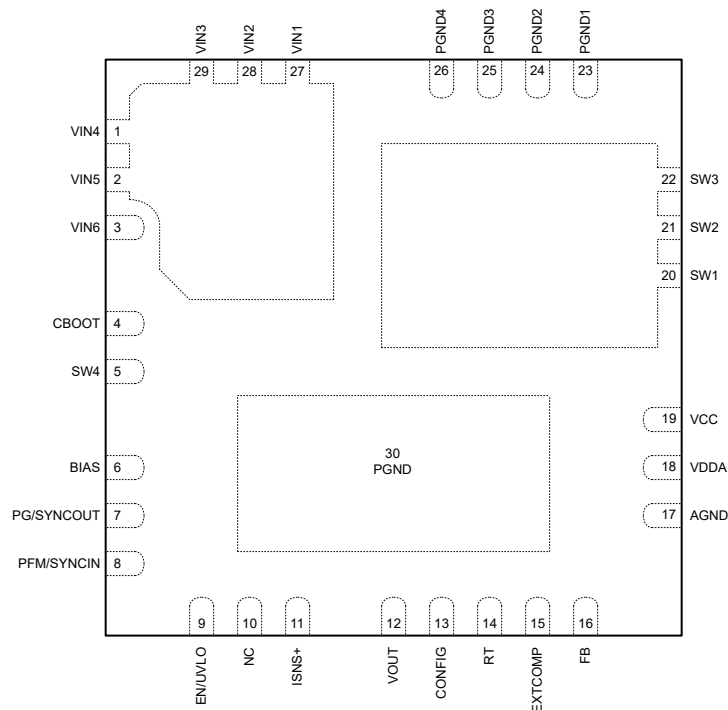 VIN3
VIN2
VIN1
PGND4
PGND3
PGND2
PGND1
29
28
27
26
25
24
23
VIN4 1
VIN5 2
VIN6 3
CBOOT 4
SW4 5
BIAS 6
PG/SYNCOUT 7
PFM/SYNCIN 8
22 SW3
21 SW2
20 SW1
19 VCC
18 VDDA
17 AGND
30
PGND
9
10
11
12
13
14
15
16
EN/UVLO
NC
ISNS+
VOUT
CONFIG
RT
EXTCOMP
FB